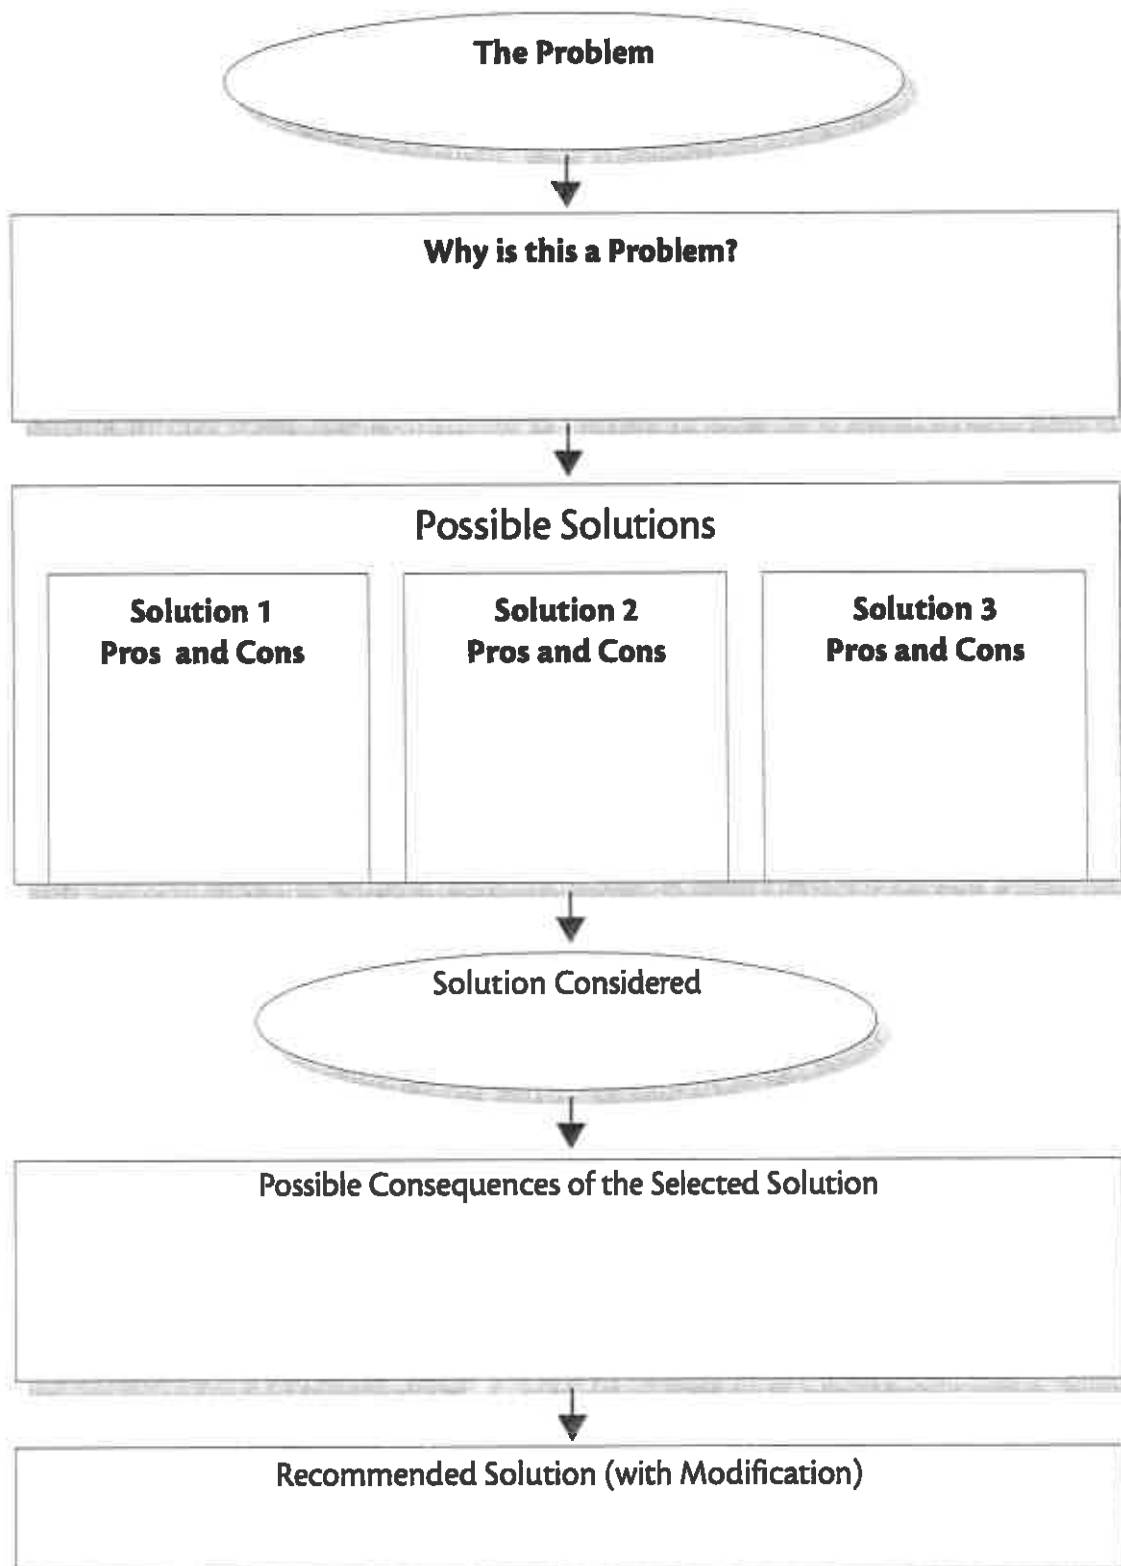 The Problem
Why is this a Problem?
Possible Solutions
Solution 1
Pros and Cons
Solution 2
Pros and Cons
Solution 3
Pros and Cons
Solution Considered
Possible Consequences of the Selected Solution
Recommended Solution (with Modification)